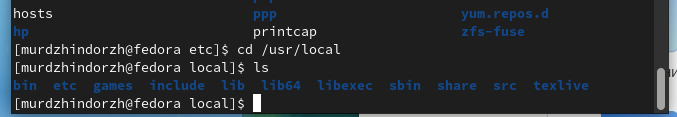 ppp
hosts ppp yum.repos.d
hp printcap zfs-fuse
[murdzhindorzh@fedora etc]$ cd /usr/local
[murdzhindorzh@fedora local]$ ls
bin etc games include lib lib64 libexec sbin share src texlive
[murdzhindorzh@fedora local]$